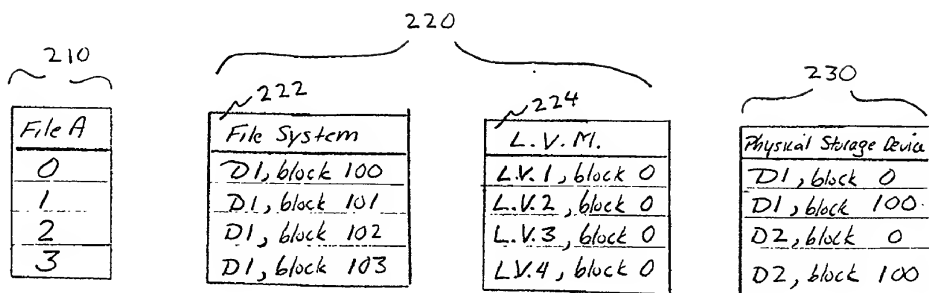 220
210
230
222
224
File A
0
1
2
3
File System
D1, block 100
D1, block 101
D1, block 102
D1, block 103
L.V.M.
L.V.1, block 0
L.V.2, block 0
L.V.3, block 0
L.V.4, block 0
Physical Storage Device
D1, block 0
D1, block 100
D2, block 0
D2, block 100